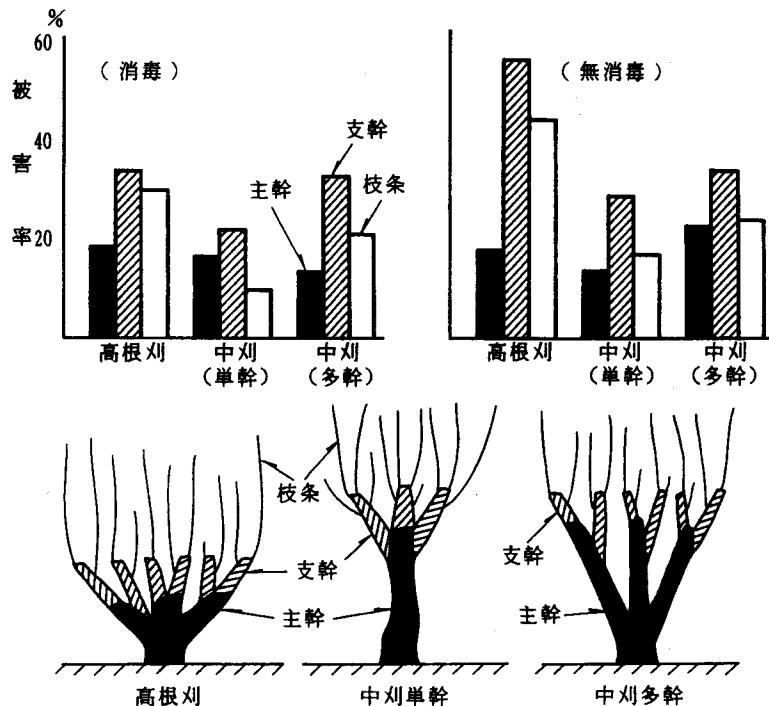 %
60
40
20
被害率
(消毒)
支幹
主幹
枝条
高根刈
中刈
(単幹)
中刈
(多幹)
(無消毒)
高根刈
中刈
(単幹)
中刈
(多幹)
枝条
支幹
主幹
支幹
主幹
高根刈
中刈単幹
中刈多幹